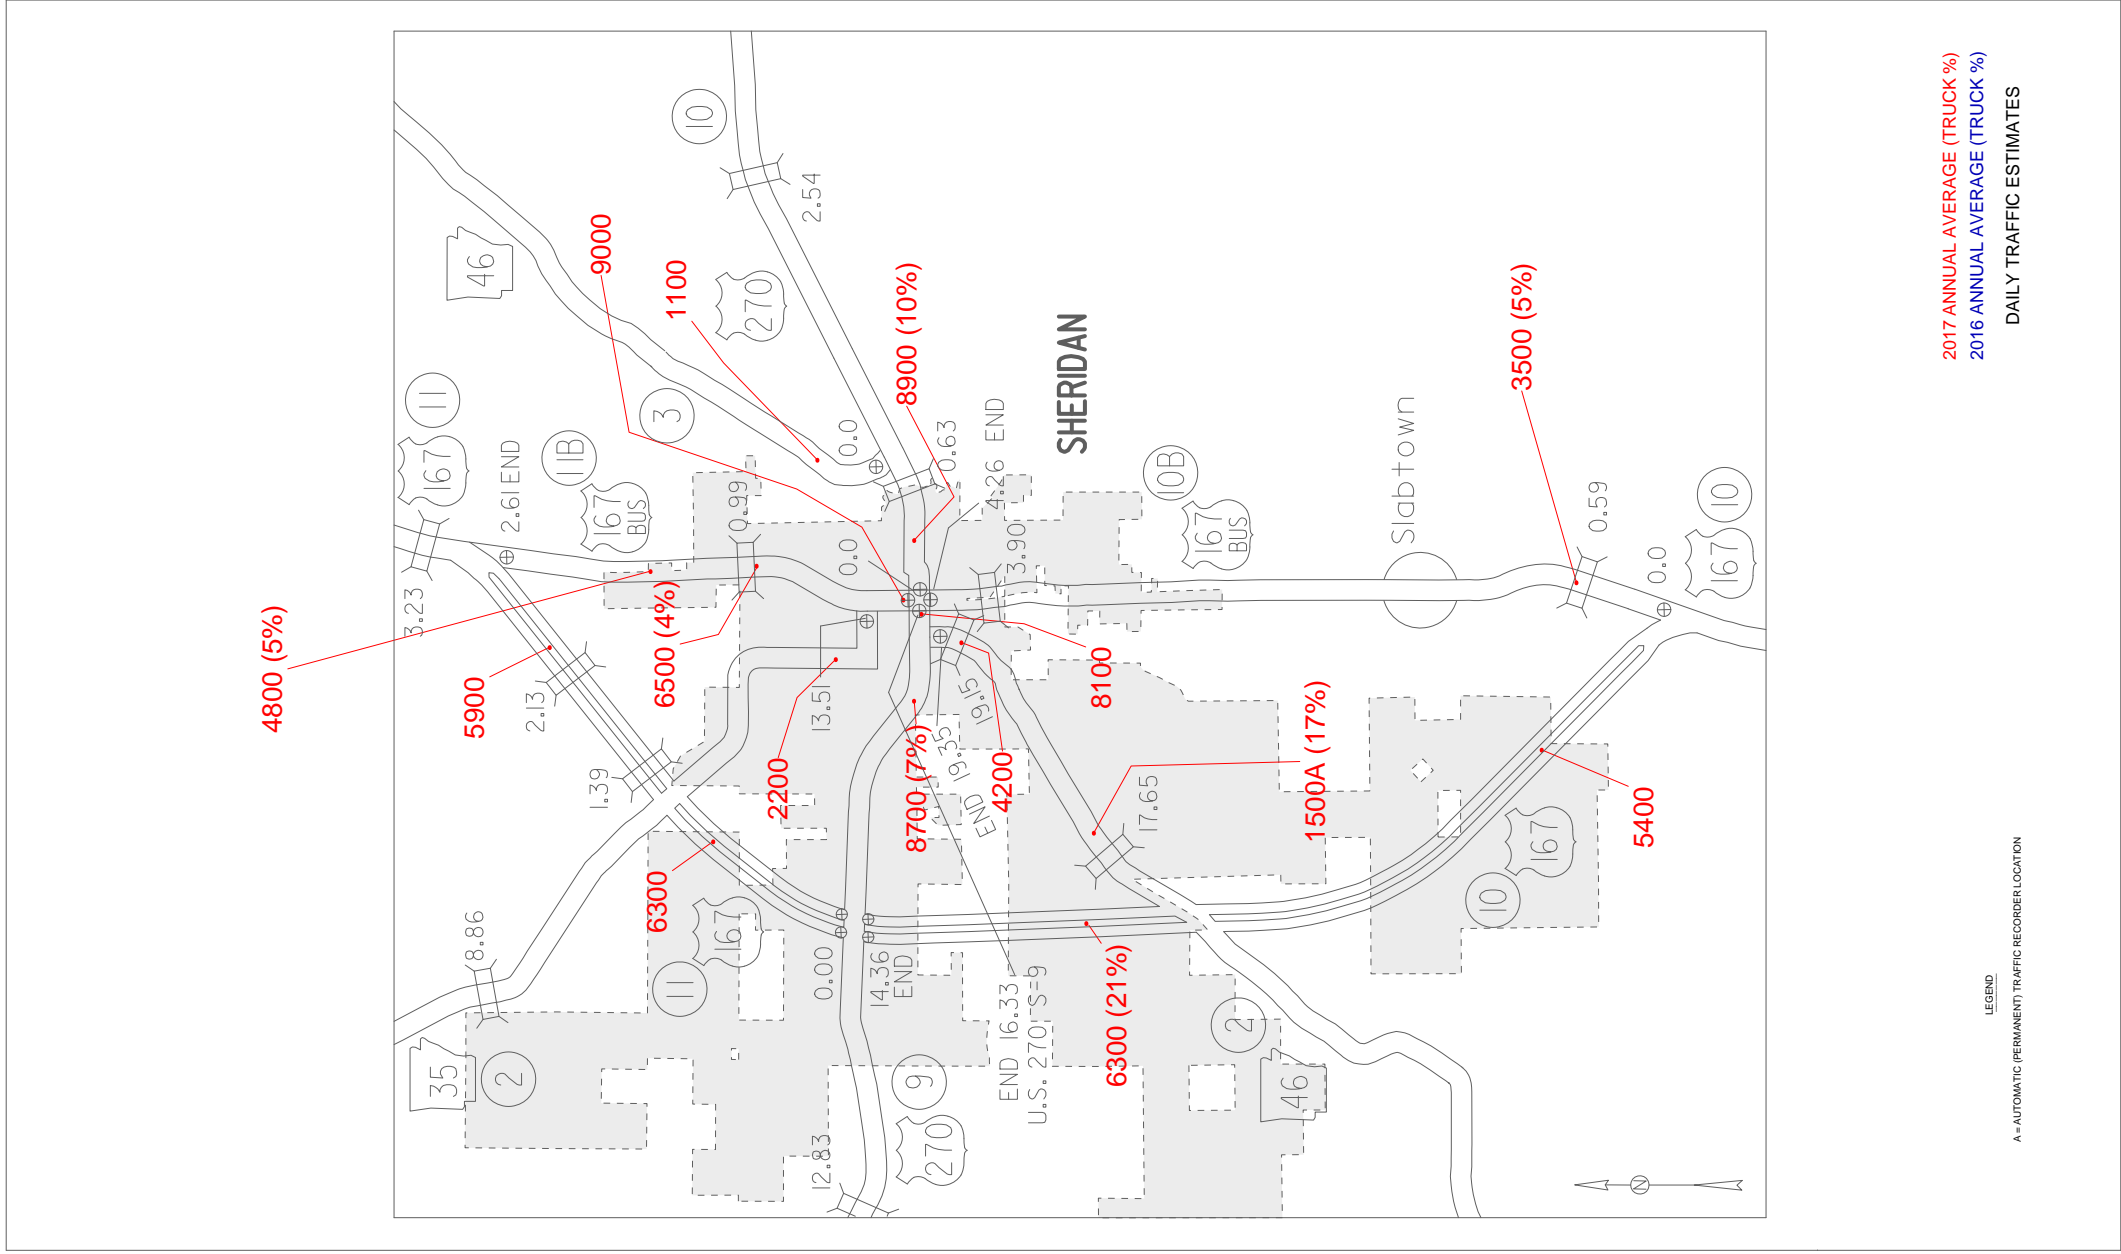 2017 ANNUAL AVERAGE (TRUCK %)
2016 ANNUAL AVERAGE (TRUCK %)
DAILY TRAFFIC ESTIMATES
4800 (5%)
5900
6500 (4%)
9000
1100
8900 (10%)
3500 (5%)
2200
8700 (7%)
4200
8100
1500A (17%)
5400
6300
6300 (21%)
SHERIDAN
Slabtown
10
2.54
46
270
11
167
3
0.0
3.23
2.61 END
11B
167
BUS
0.99
0.63
4.26 END
0.0
3.90
10B
167
BUS
0.59
0.0
167
10
2.13
1.39
13.51
19.15
END 19.35
17.65
8.86
167
11
0.00
14.36
END
167
10
END 16.33
U.S. 270 S=9
35
2
12.83
9
270
2
46
N
LEGEND
A = AUTOMATIC (PERMANENT) TRAFFIC RECORDER LOCATION